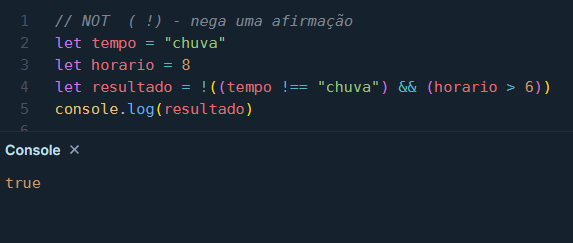 1 // NOT  ( !) - nega uma afirmação
2 let tempo = "chuva"
3 let horario = 8
4 let resultado = !((tempo !== "chuva") && (horario > 6))
5 console.log(resultado)
6
Console ✕
true